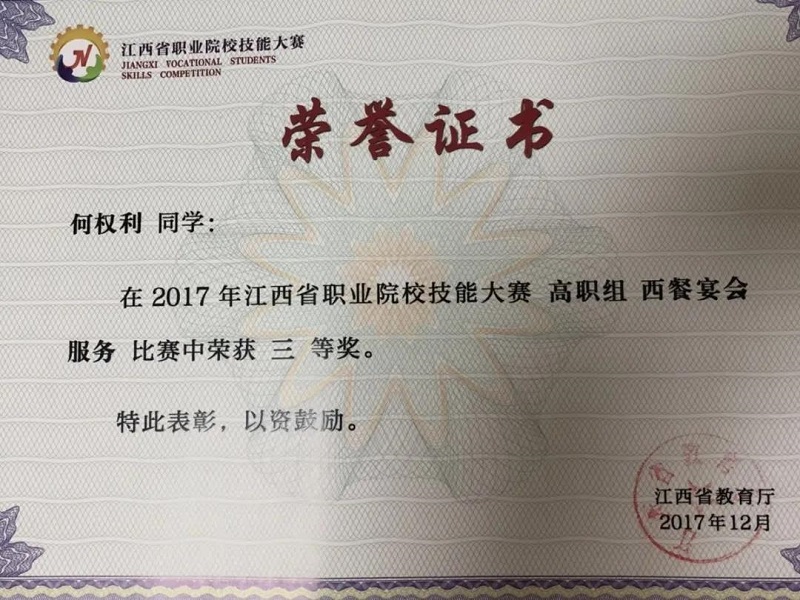 江西省职业院校技能大赛
JIANGXI VOCATIONAL STUDENTS
SKILLS COMPETITION
荣誉证书
何权利 同学：
在 2017 年江西省职业院校技能大赛 高职组 西餐宴会
服务 比赛中荣获 三 等奖。
特此表彰，以资鼓励。
江西省教育厅
2017年12月